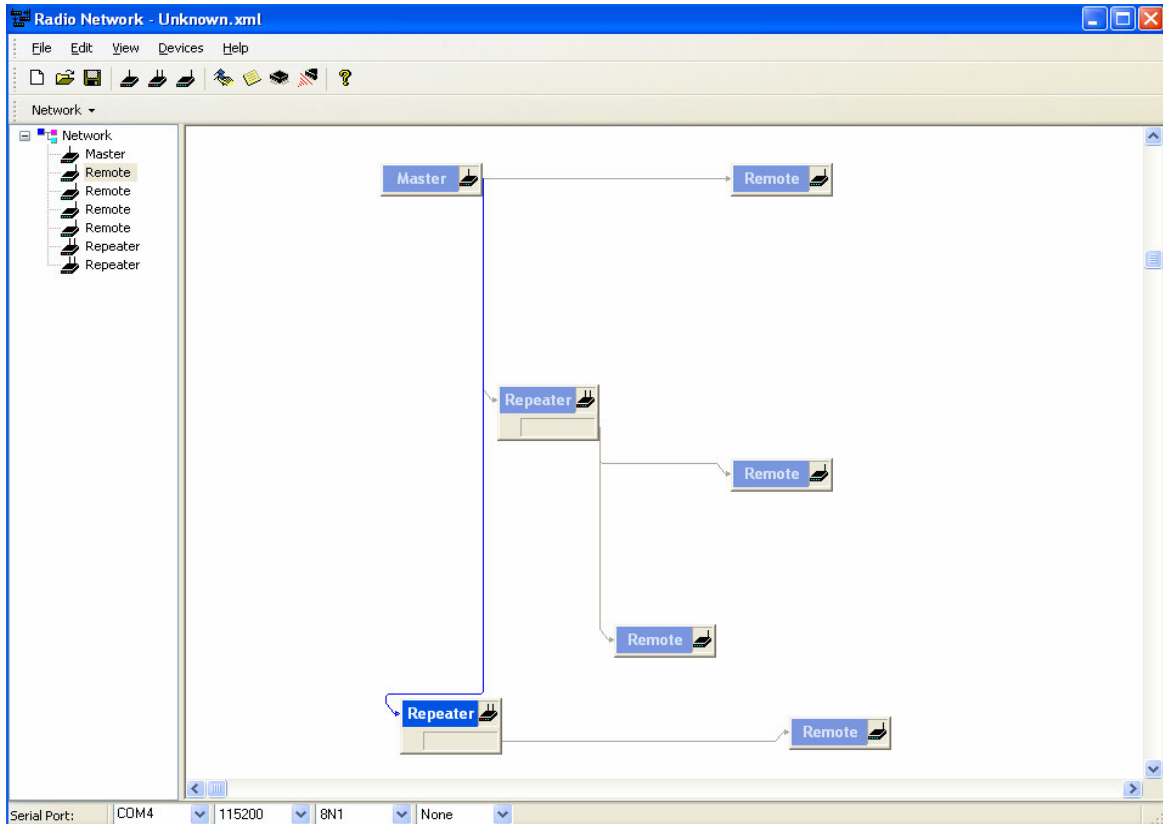 Radio Network - Unknown.xml
File Edit View Devices Help
Network
Network
Master
Remote
Remote
Remote
Remote
Repeater
Repeater
Master
Remote
Repeater
Remote
Remote
Repeater
Remote
Serial Port: COM4 115200 8N1 None